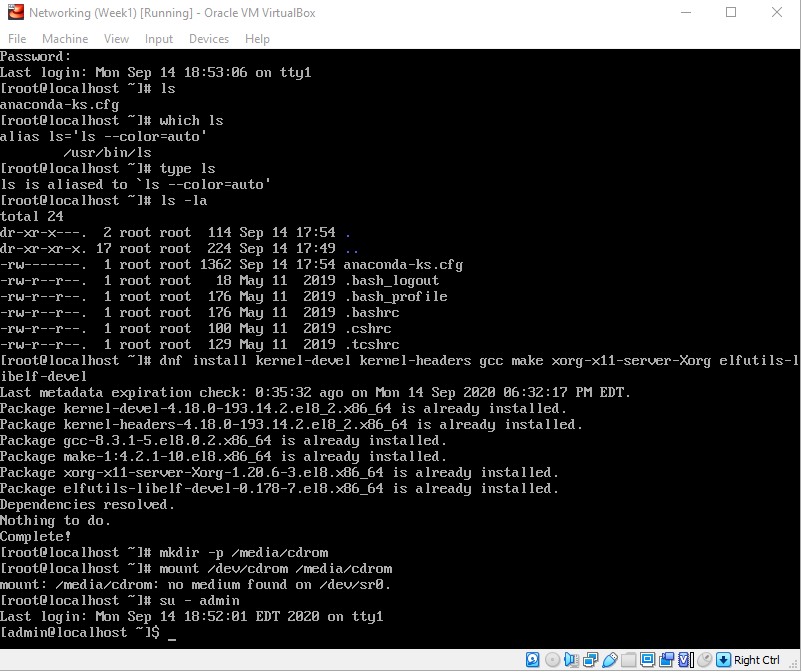 Networking (Week1) [Running] - Oracle VM VirtualBox
File Machine View Input Devices Help
Password:
Last login: Mon Sep 14 18:53:06 on tty1
[root@localhost ~]# ls
anaconda-ks.cfg
[root@localhost ~]# which ls
alias ls='ls --color=auto'
        /usr/bin/ls
[root@localhost ~]# type ls
ls is aliased to `ls --color=auto'
[root@localhost ~]# ls -la
total 24
dr-xr-x---.  2 root root  114 Sep 14 17:54 .
dr-xr-xr-x. 17 root root  224 Sep 14 17:49 ..
-rw-------.  1 root root 1362 Sep 14 17:54 anaconda-ks.cfg
-rw-r--r--.  1 root root   18 May 11  2019 .bash_logout
-rw-r--r--.  1 root root  176 May 11  2019 .bash_profile
-rw-r--r--.  1 root root  176 May 11  2019 .bashrc
-rw-r--r--.  1 root root  100 May 11  2019 .cshrc
-rw-r--r--.  1 root root  129 May 11  2019 .tcshrc
[root@localhost ~]# dnf install kernel-devel kernel-headers gcc make xorg-x11-server-Xorg elfutils-l
ibelf-devel
Last metadata expiration check: 0:35:32 ago on Mon 14 Sep 2020 06:32:17 PM EDT.
Package kernel-devel-4.18.0-193.14.2.el8_2.x86_64 is already installed.
Package kernel-headers-4.18.0-193.14.2.el8_2.x86_64 is already installed.
Package gcc-8.3.1-5.el8.0.2.x86_64 is already installed.
Package make-1:4.2.1-10.el8.x86_64 is already installed.
Package xorg-x11-server-Xorg-1.20.6-3.el8.x86_64 is already installed.
Package elfutils-libelf-devel-0.178-7.el8.x86_64 is already installed.
Dependencies resolved.
Nothing to do.
Complete!
[root@localhost ~]# mkdir -p /media/cdrom
[root@localhost ~]# mount /dev/cdrom /media/cdrom
mount: /media/cdrom: no medium found on /dev/sr0.
[root@localhost ~]# su - admin
Last login: Mon Sep 14 18:52:01 EDT 2020 on tty1
[admin@localhost ~]$ _
Right Ctrl